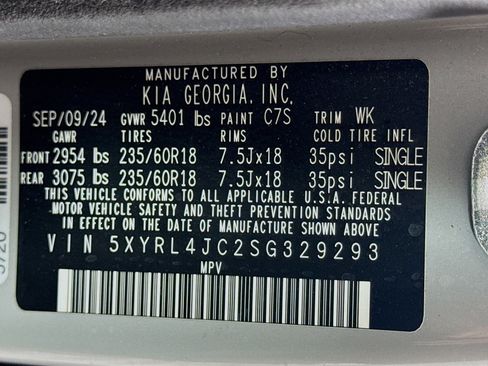 MANUFACTURED BY
KIA GEORGIA, INC.
SEP/09/24 GVWR 5401 lbs PAINT C7S TRIM WK
GAWR TIRES RIMS COLD TIRE INFL
FRONT 2954 lbs 235/60R18 7.5Jx18 35psi SINGLE
REAR 3075 lbs 235/60R18 7.5Jx18 35psi SINGLE
THIS VEHICLE CONFORMS TO ALL APPLICABLE U.S.A. FEDERAL
MOTOR VEHICLE SAFETY AND THEFT PREVENTION STANDARDS
IN EFFECT ON THE DATE OF MANUFACTURE SHOWN ABOVE.
VIN 5XYRL4JC2SG329293
MPV